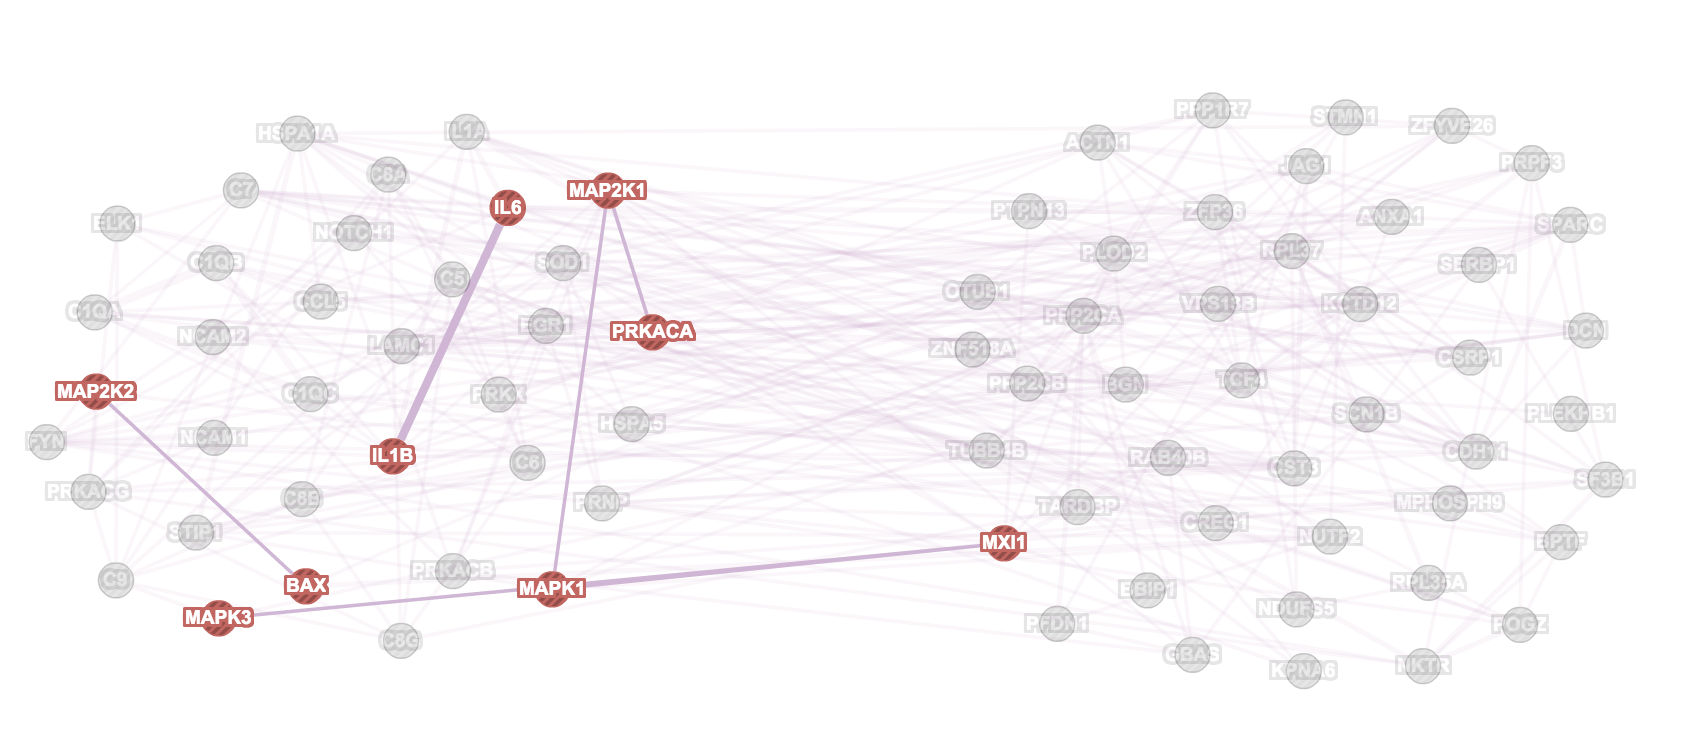 HSPA1A
IL1A
C8A
C7
IL6
MAP2K1
ELK1
NOTCH1
C1QB
C5
SOD1
CCL5
C1QA
NCAM2
LAMC1
EGR1
PRKACA
MAP2K2
C1QC
PRKX
HSPA5
FYN
NCAM1
IL1B
C6
PRKACG
C8B
PRNP
STIP1
PRKACB
C9
BAX
MAPK1
MAPK3
C8G
PPP1R7
STMN1
ZFYVE26
ACTN1
JAG1
PRPF3
PTPN13
ZFP36
ANXA1
SPARC
PLOD2
RPL37
SERBP1
OTUB1
VPS13B
KCTD12
PPP2CA
DCN
ZNF518A
CSRP1
PPP2CB
BGN
TCF4
SCN1B
PLEKHB1
TUBB4B
RAB40B
CST3
CDH11
SF3B1
TARDBP
MPHOSPH9
CREG1
NUTF2
MXI1
BPTF
RPL35A
NDUFS5
PFDN1
POGZ
GBAS
KPNA6
NKTR